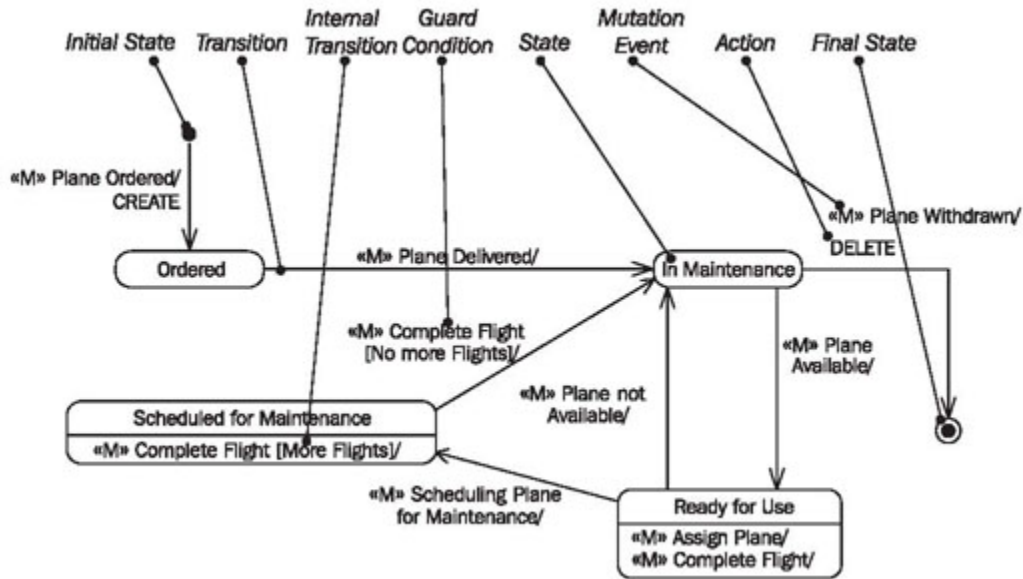 Initial State
Transition
Internal
Transition
Guard
Condition
State
Mutation
Event
Action
Final State
«M» Plane Ordered/
CREATE
«M» Plane Withdrawn/
DELETE
Ordered
«M» Plane Delivered/
In Maintenance
«M» Complete Flight
[No more Flights]/
«M» Plane
Available/
«M» Plane not
Available/
Scheduled for Maintenance
«M» Complete Flight [More Flights]/
«M» Scheduling Plane
for Maintenance/
Ready for Use
«M» Assign Plane/
«M» Complete Flight/